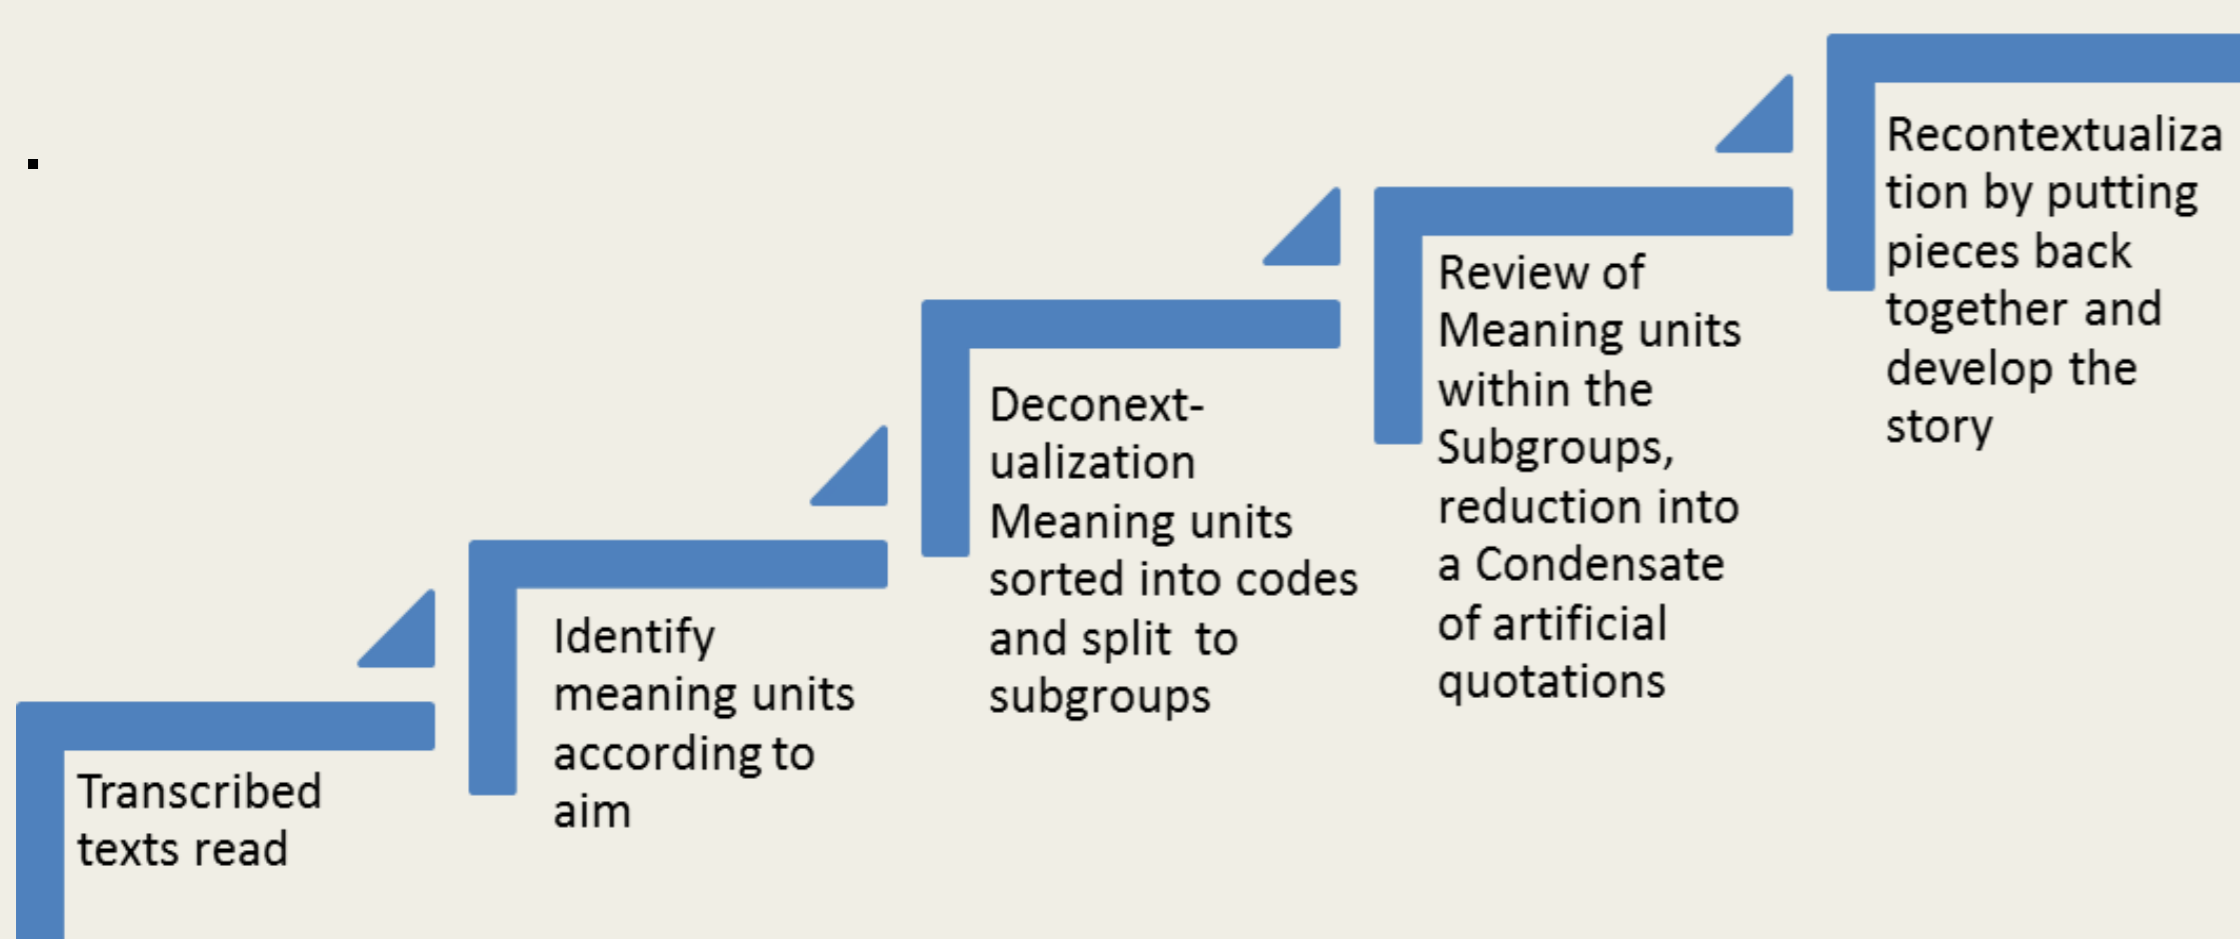 Transcribed
texts read
Identify
meaning units
according to
aim
Deconext-
ualization
Meaning units
sorted into codes
and split to
subgroups
Review of
Meaning units
within the
Subgroups,
reduction into
a Condensate
of artificial
quotations
Recontextualiza
tion by putting
pieces back
together and
develop the
story